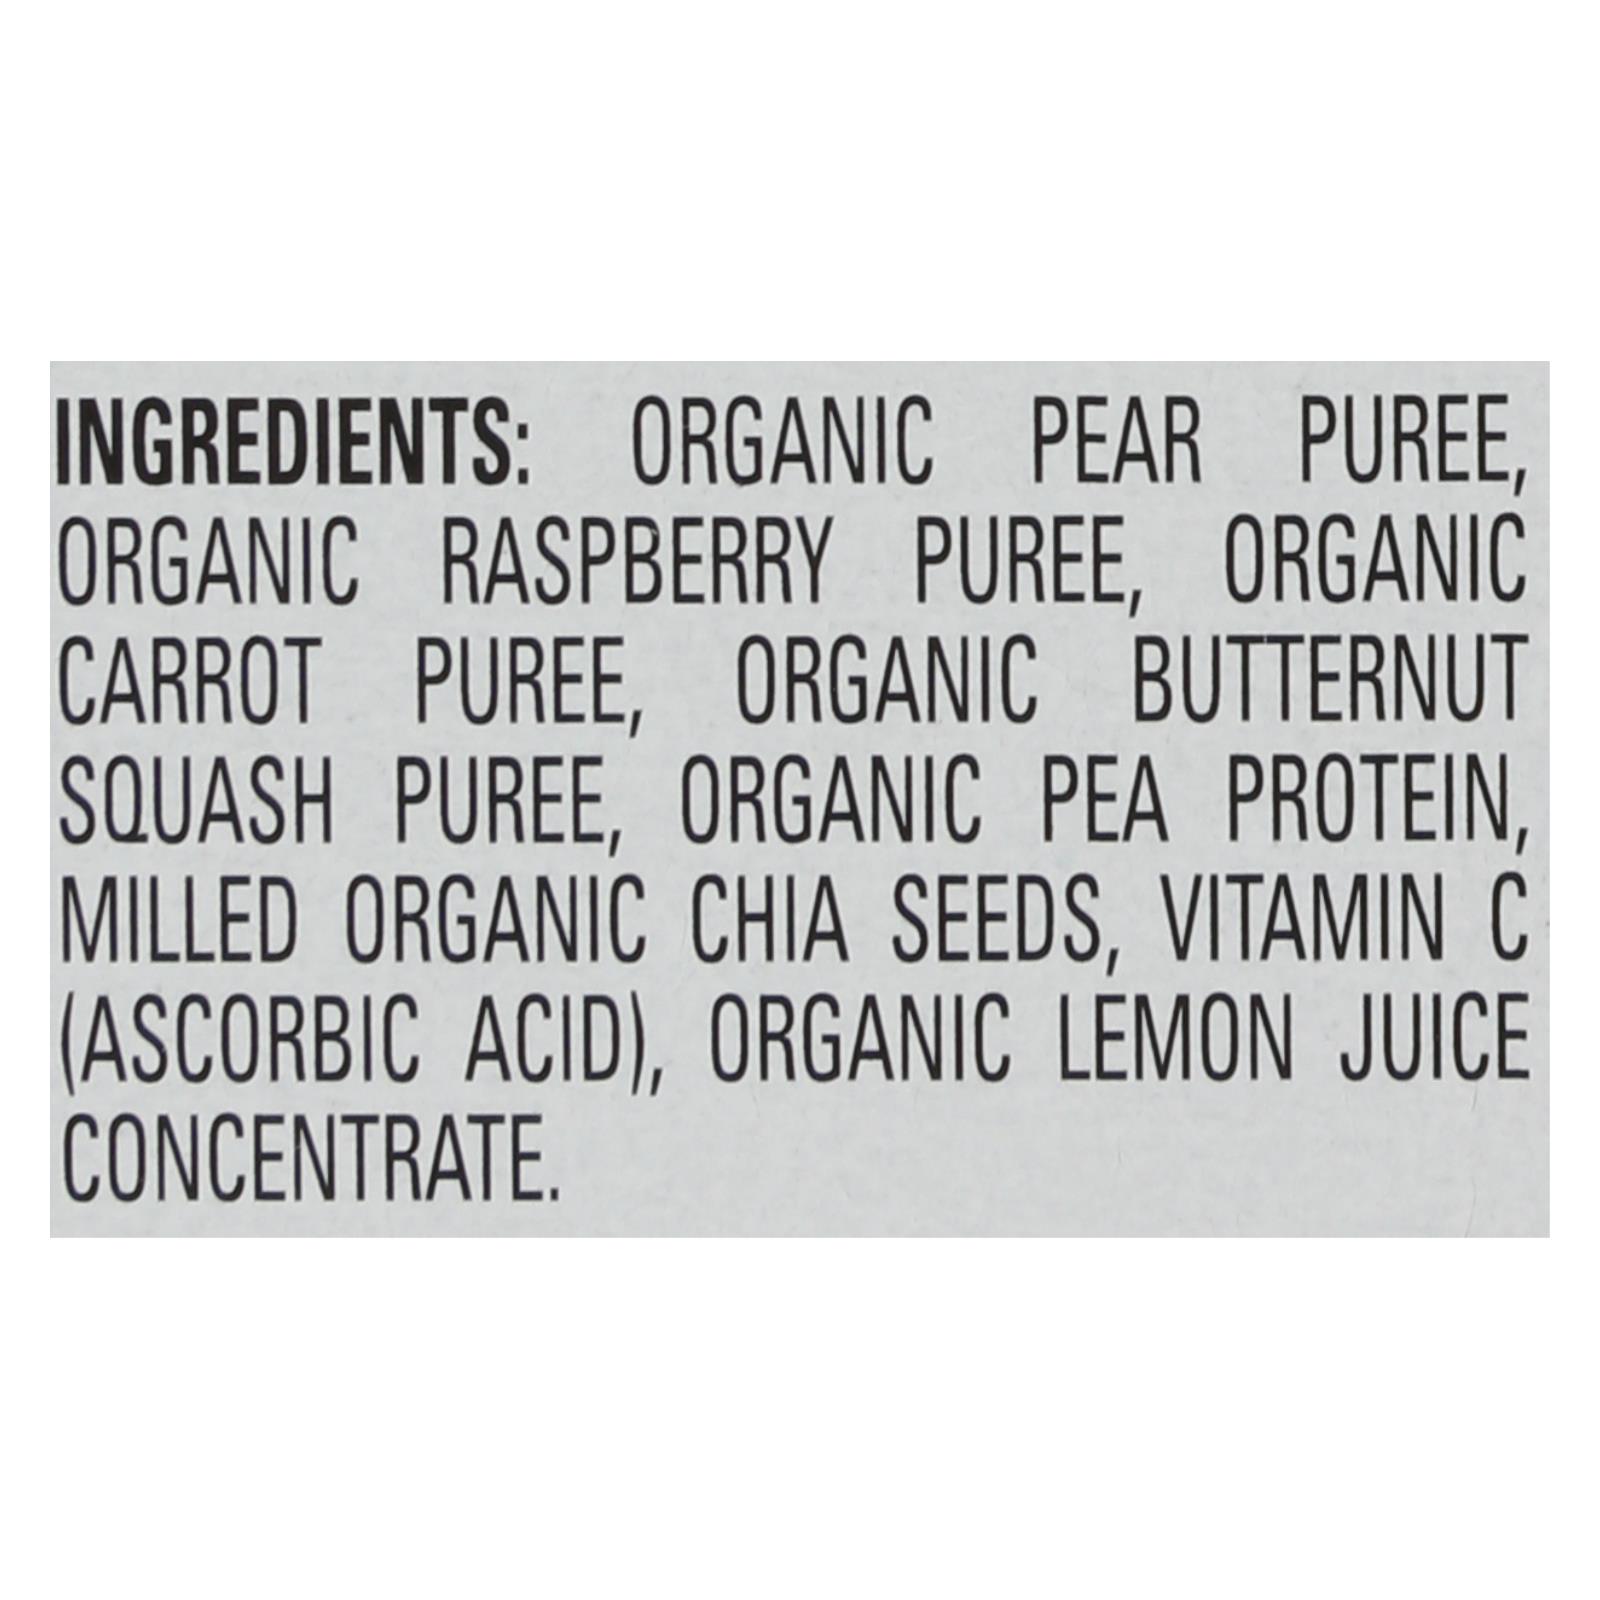 INGREDIENTS: ORGANIC PEAR PUREE,
ORGANIC RASPBERRY PUREE, ORGANIC
CARROT PUREE, ORGANIC BUTTERNUT
SQUASH PUREE, ORGANIC PEA PROTEIN,
MILLED ORGANIC CHIA SEEDS, VITAMIN C
(ASCORBIC ACID), ORGANIC LEMON JUICE
CONCENTRATE.